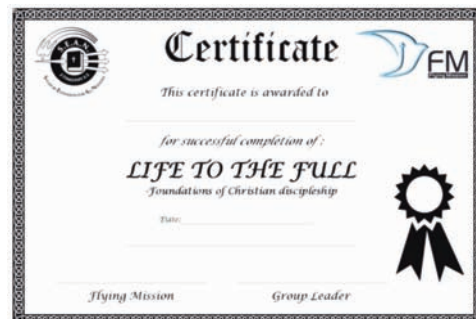 S.E.A.N.
Certificate
FM
This certificate is awarded to
for successful completion of :
LIFE TO THE FULL
Foundations of Christian discipleship
Date:
Flying Mission
Group Leader